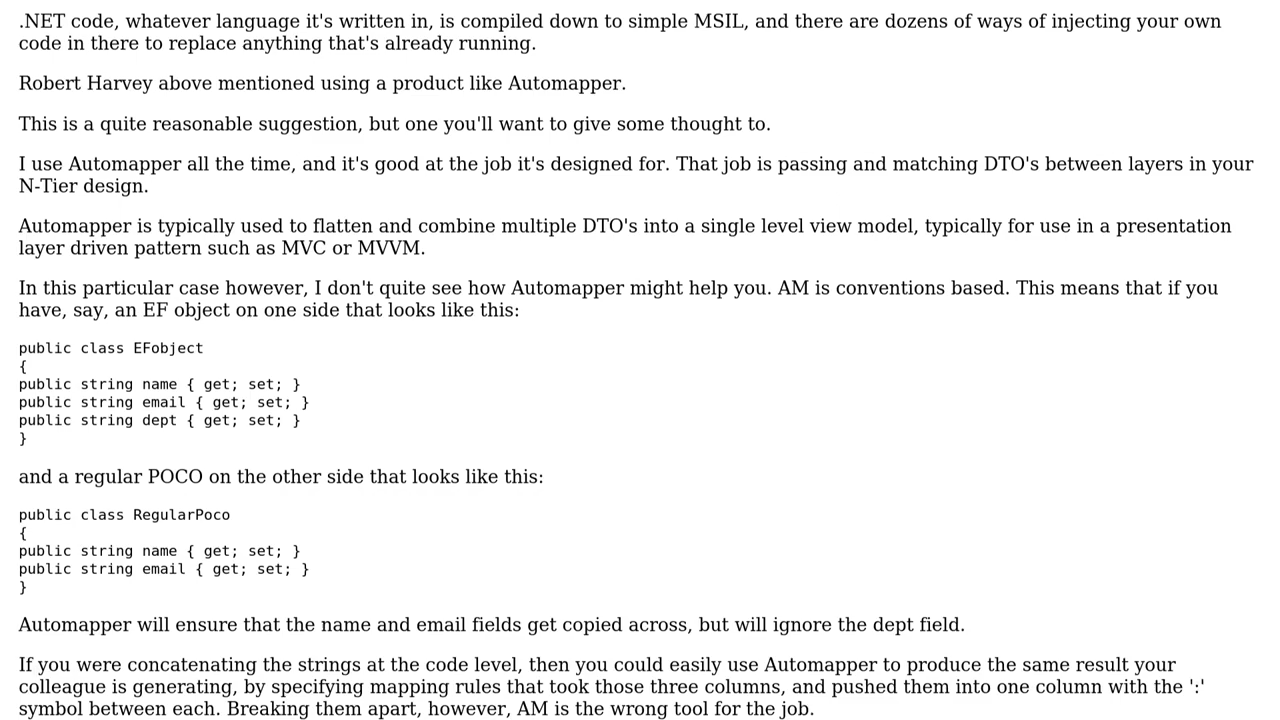 .NET code, whatever language it's written in, is compiled down to simple MSIL, and there are dozens of ways of injecting your own
code in there to replace anything that's already running.
Robert Harvey above mentioned using a product like Automapper.
This is a quite reasonable suggestion, but one you'll want to give some thought to.
I use Automapper all the time, and it's good at the job it's designed for. That job is passing and matching DTO's between layers in your
N-Tier design.
Automapper is typically used to flatten and combine multiple DTO's into a single level view model, typically for use in a presentation
layer driven pattern such as MVC or MVVM.
In this particular case however, I don't quite see how Automapper might help you. AM is conventions based. This means that if you
have, say, an EF object on one side that looks like this:
public class EFobject
{
public string name { get; set; }
public string email { get; set; }
public string dept { get; set; }
}
and a regular POCO on the other side that looks like this:
public class RegularPoco
{
public string name { get; set; }
public string email { get; set; }
}
Automapper will ensure that the name and email fields get copied across, but will ignore the dept field.
If you were concatenating the strings at the code level, then you could easily use Automapper to produce the same result your
colleague is generating, by specifying mapping rules that took those three columns, and pushed them into one column with the ':'
symbol between each. Breaking them apart, however, AM is the wrong tool for the job.